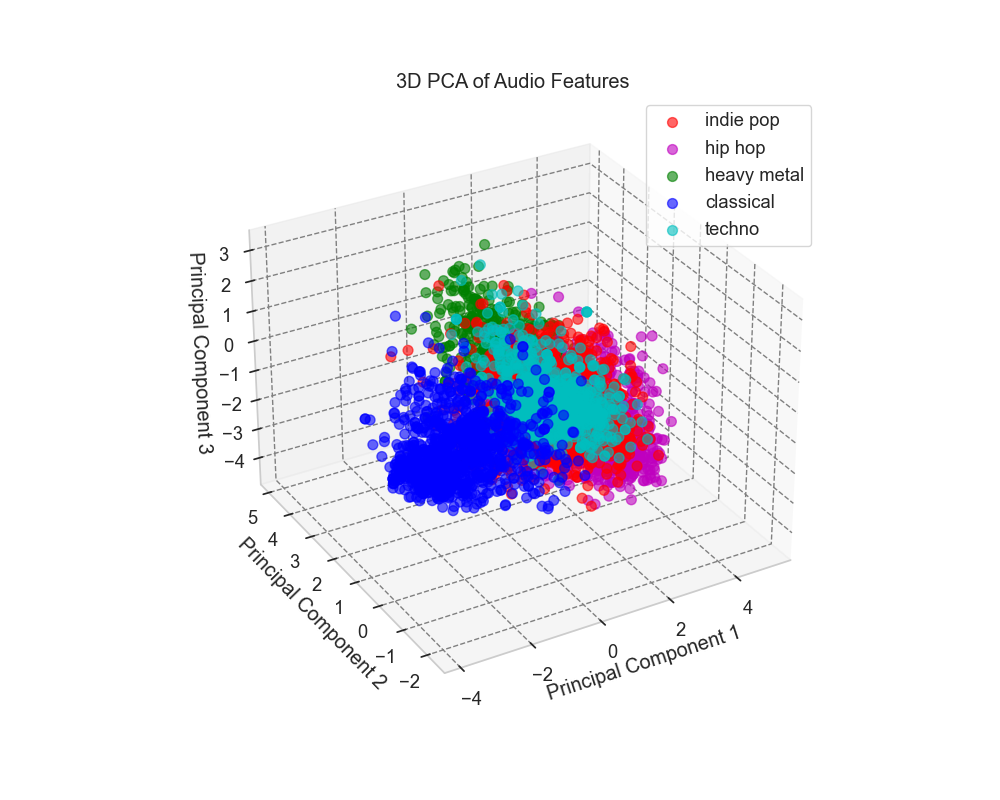 3D PCA of Audio Features
indie pop
hip hop
heavy metal
classical
techno
Principal Component 3
3
2
1
0
−1
−2
−3
−4
Principal Component 2
5
4
3
2
1
0
−1
−2
Principal Component 1
−4
−2
0
2
4